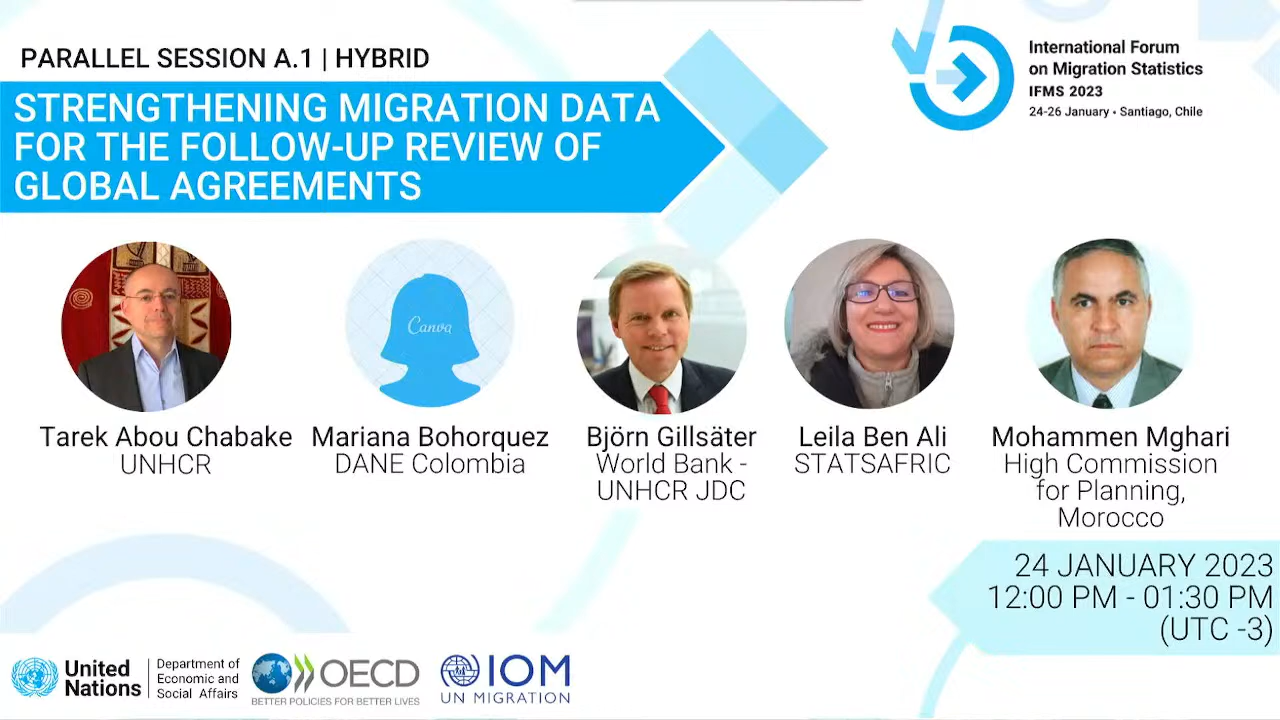 PARALLEL SESSION A.1 | HYBRID
STRENGTHENING MIGRATION DATA
FOR THE FOLLOW-UP REVIEW OF
GLOBAL AGREEMENTS
International Forum
on Migration Statistics
IFMS 2023
24-26 January • Santiago, Chile
Canva
Tarek Abou Chabake
UNHCR
Mariana Bohorquez
DANE Colombia
Björn Gillsäter
World Bank -
UNHCR JDC
Leila Ben Ali
STATSAFRIC
Mohammen Mghari
High Commission
for Planning,
Morocco
24 JANUARY 2023
12:00 PM - 01:30 PM
(UTC -3)
United
Nations
Department of
Economic and
Social Affairs
OECD
BETTER POLICIES FOR BETTER LIVES
IOM
UN MIGRATION